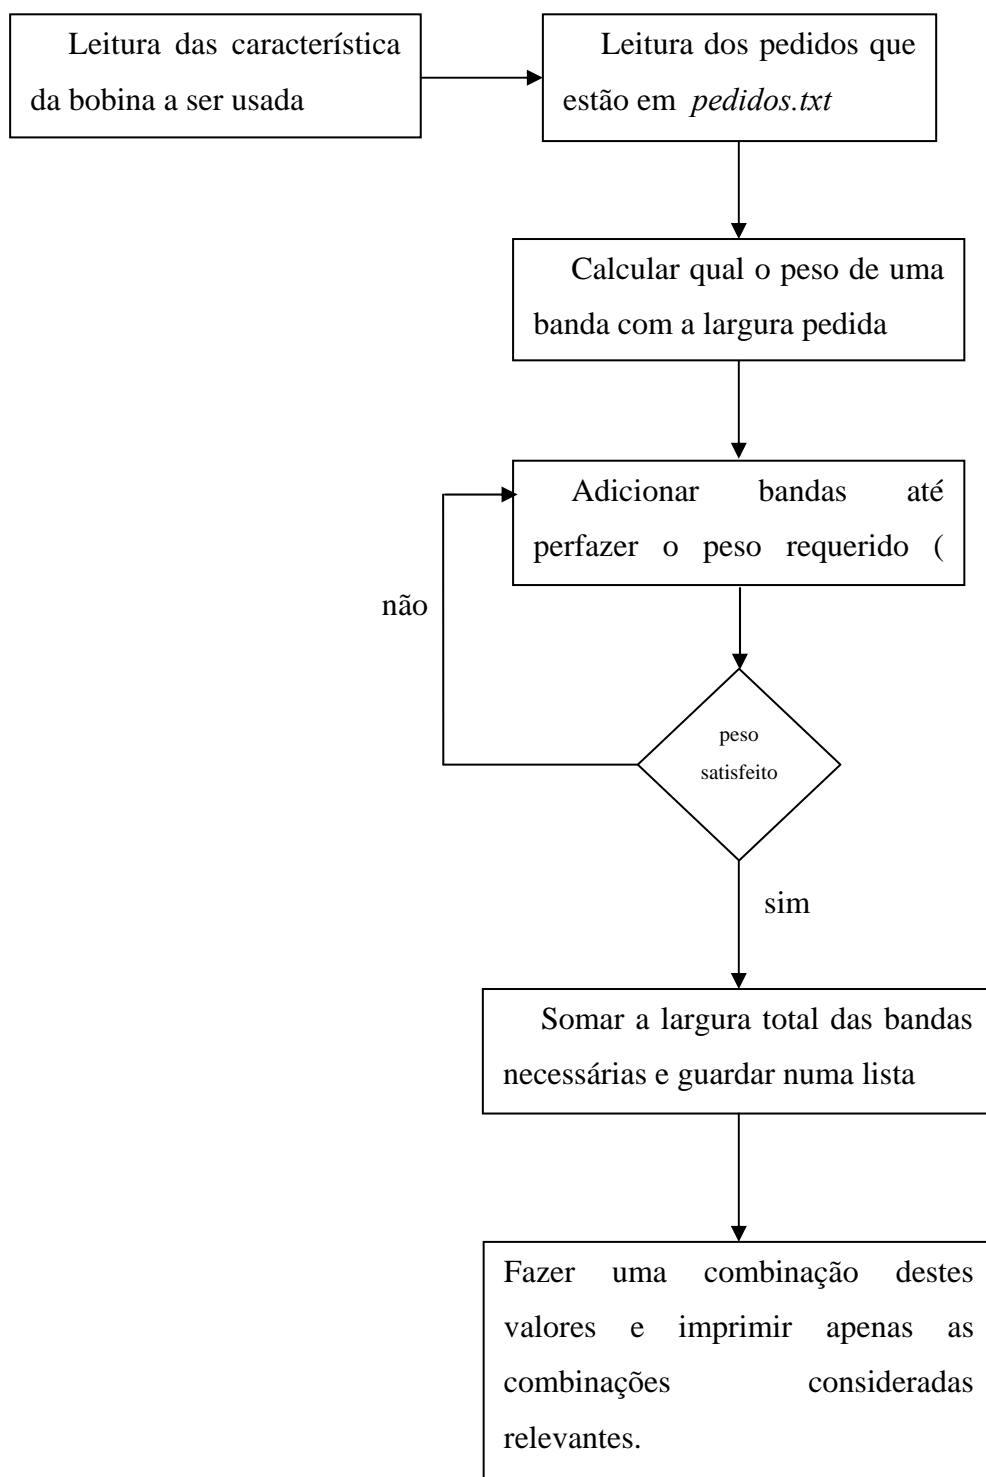 Leitura das característica
da bobina a ser usada
Leitura dos pedidos que
estão em pedidos.txt
Calcular qual o peso de uma
banda com a largura pedida
Adicionar bandas até
perfazer o peso requerido (
não
peso
satisfeito
sim
Somar a largura total das bandas
necessárias e guardar numa lista
Fazer uma combinação destes
valores e imprimir apenas as
combinações consideradas
relevantes.